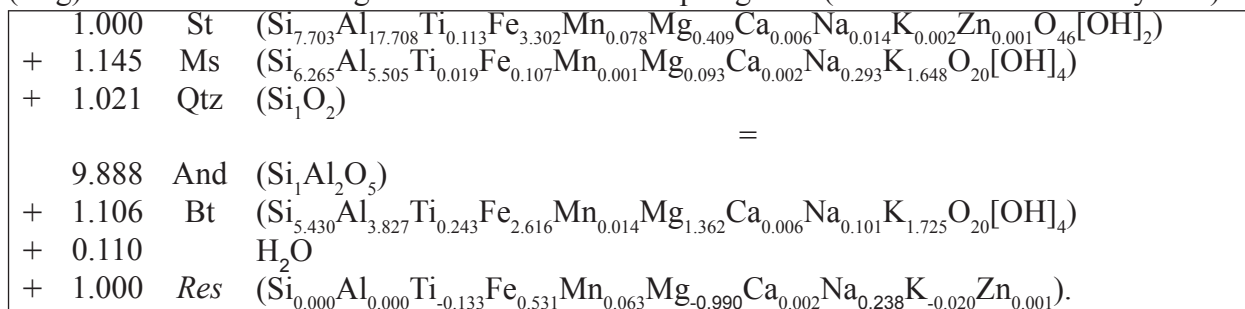 1.000 St (Si₇.₇₀₃Al₁₇.₇₀₈Ti₀.₁₁₃Fe₃.₃₀₂Mn₀.₀₇₈Mg₀.₄₀₉Ca₀.₀₀₆Na₀.₀₁₄K₀.₀₀₂Zn₀.₀₀₁O₄₆[OH]₂)
+ 1.145 Ms (Si₆.₂₆₅Al₅.₅₀₅Ti₀.₀₁₉Fe₀.₁₀₇Mn₀.₀₀₁Mg₀.₀₉₃Ca₀.₀₀₂Na₀.₂₉₃K₁.₆₄₈O₂₀[OH]₄)
+ 1.021 Qtz (Si₁O₂)
=
9.888 And (Si₁Al₂O₅)
+ 1.106 Bt (Si₅.₄₃₀Al₃.₈₂₇Ti₀.₂₄₃Fe₂.₆₁₆Mn₀.₀₁₄Mg₁.₃₆₂Ca₀.₀₀₆Na₀.₁₀₁K₁.₇₂₅O₂₀[OH]₄)
+ 0.110 H₂O
+ 1.000 Res (Si₀.₀₀₀Al₀.₀₀₀Ti₋₀.₁₃₃Fe₀.₅₃₁Mn₀.₀₆₃Mg₋₀.₉₉₀Ca₀.₀₀₂Na₀.₂₃₈K₋₀.₀₂₀Zn₀.₀₀₁).